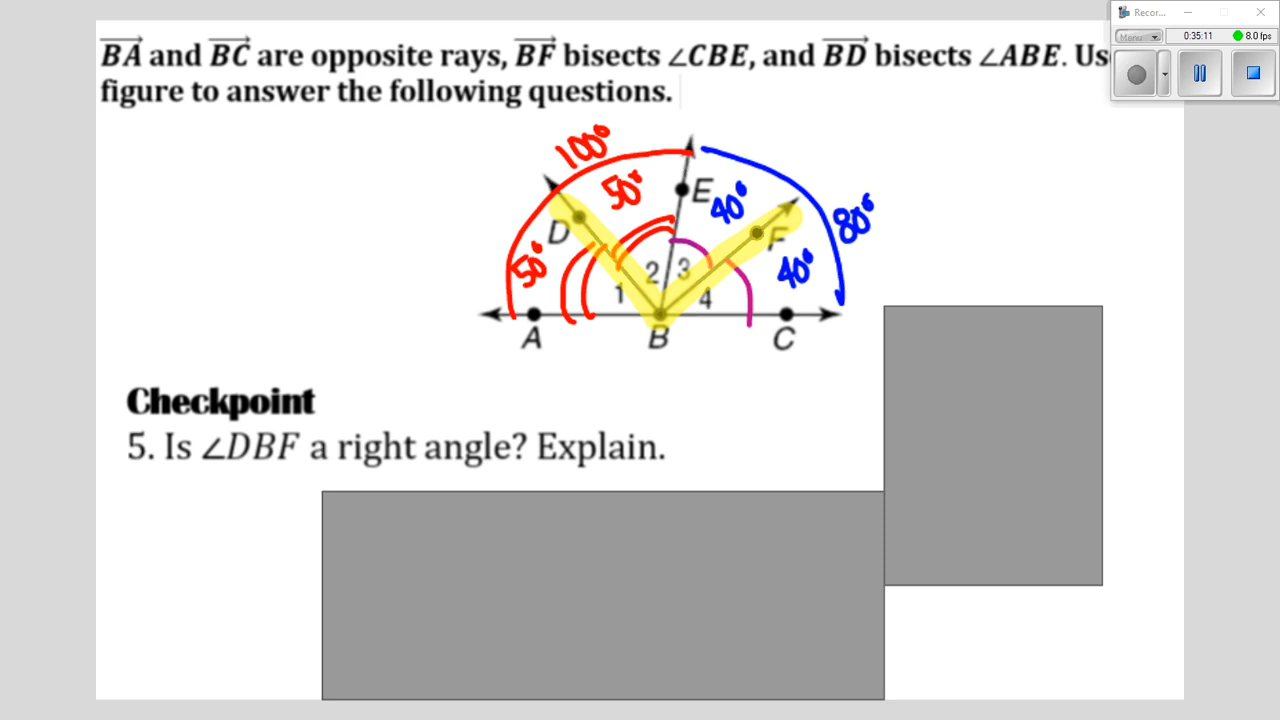 Recor...
Menu
0:35:11
8.0 fps
BA and BC are opposite rays, BF bisects ∠CBE, and BD bisects ∠ABE. Us
figure to answer the following questions.
100°
50°
E
40°
80°
D
F
50°
2
3
40°
1
4
A
B
C
Checkpoint
5. Is ∠DBF a right angle? Explain.